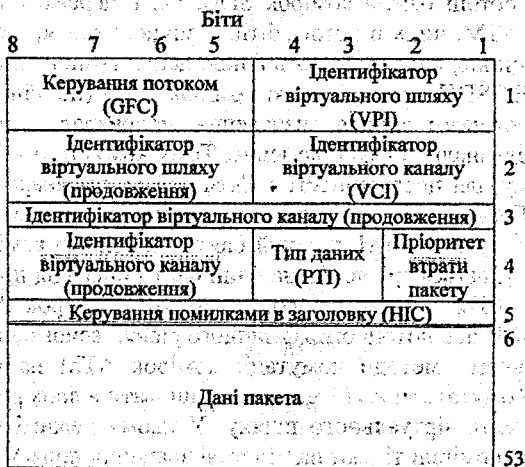 Біти
8 7 6 5 4 3 2 1
Керування потоком
(GFC)
Ідентифікатор
віртуального шляху
(VPI)
1
Ідентифікатор
віртуального шляху
(продовження)
Ідентифікатор
віртуального каналу
(VCI)
2
Ідентифікатор віртуального каналу (продовження)
3
Ідентифікатор
віртуального каналу
(продовження)
Тип даних
(PTI)
Пріоритет
втрати
пакету
4
Керування помилками в заголовку (НІС)
5
6
Дані пакета
53